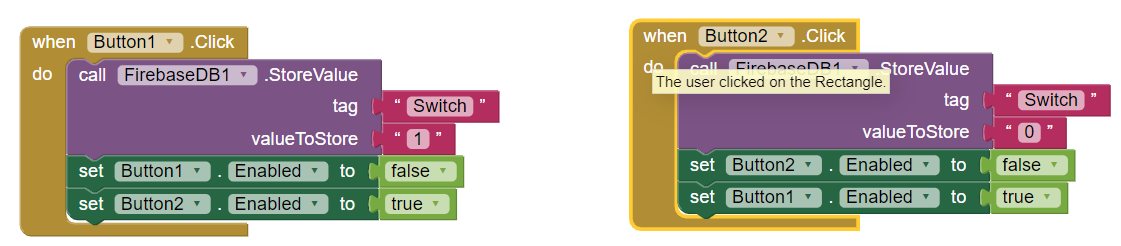 when Button1 .Click
do call FirebaseDB1 .StoreValue
tag " Switch "
valueToStore " 1 "
set Button1 . Enabled to false
set Button2 . Enabled to true
when Button2 .Click
do call FirebaseDB1 .StoreValue
The user clicked on the Rectangle.
tag " Switch "
valueToStore " 0 "
set Button2 . Enabled to false
set Button1 . Enabled to true